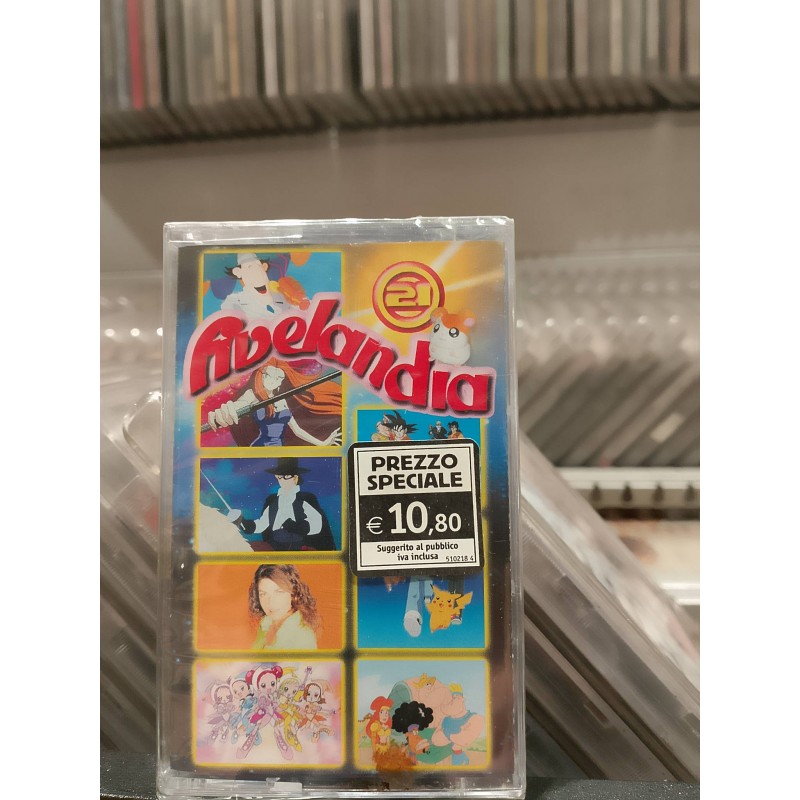 21
Fivelandia
PREZZO
SPECIALE
€ 10,80
Suggerito al pubblico
iva inclusa
510218 4